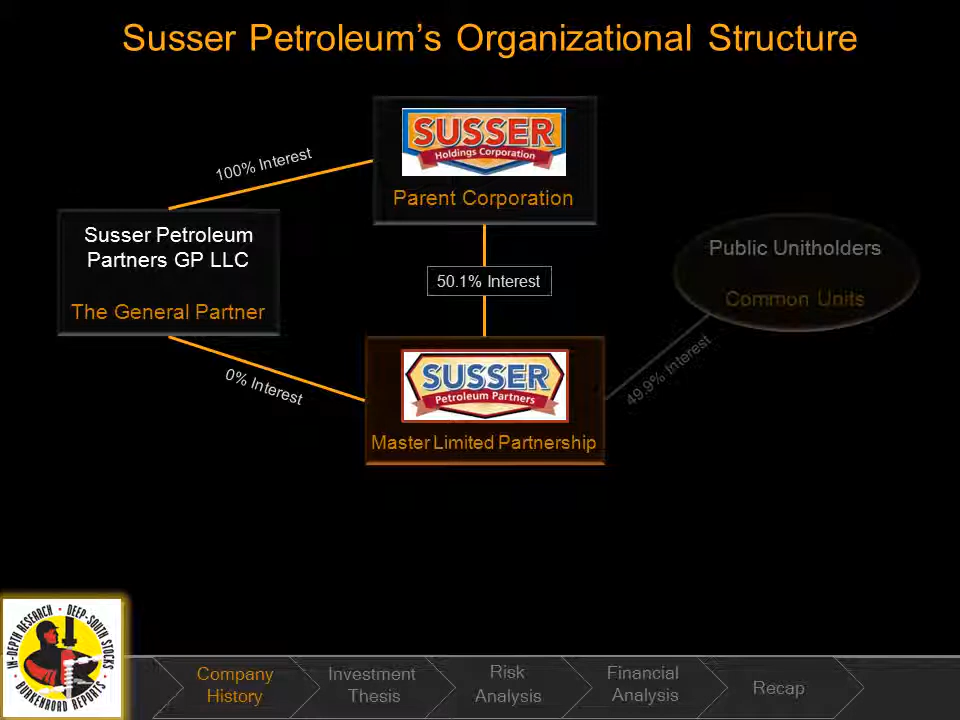 Susser Petroleum's Organizational Structure
SUSSER
Holdings Corporation
Parent Corporation
100% Interest
Susser Petroleum
Partners GP LLC
The General Partner
50.1% Interest
Public Unitholders
Common Units
0% Interest
49.9% Interest
SUSSER
Petroleum Partners
Master Limited Partnership
IN-DEPTH RESEARCH • DEEP-SOUTH STOCKS
BURKENROAD REPORTS
Company
History
Investment
Thesis
Risk
Analysis
Financial
Analysis
Recap